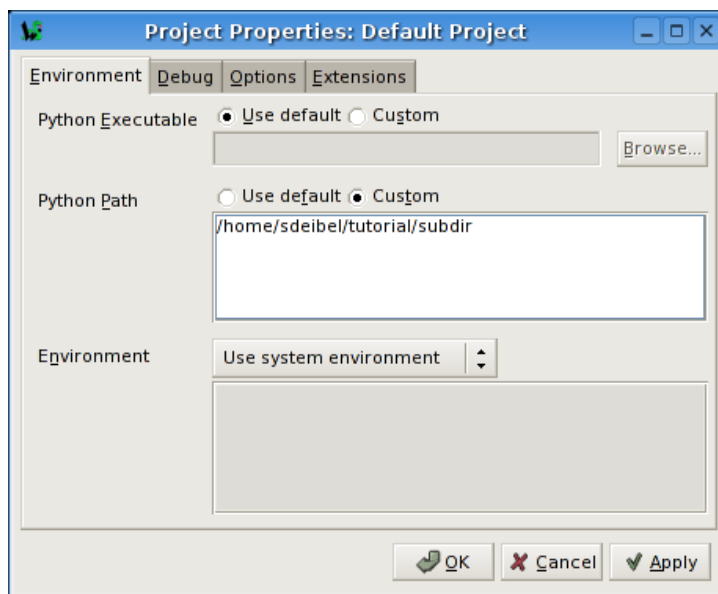 Project Properties: Default Project
Environment Debug Options Extensions
Python Executable Use default Custom
Browse...
Python Path Use default Custom
/home/sdeibel/tutorial/subdir
Environment Use system environment
OK Cancel Apply